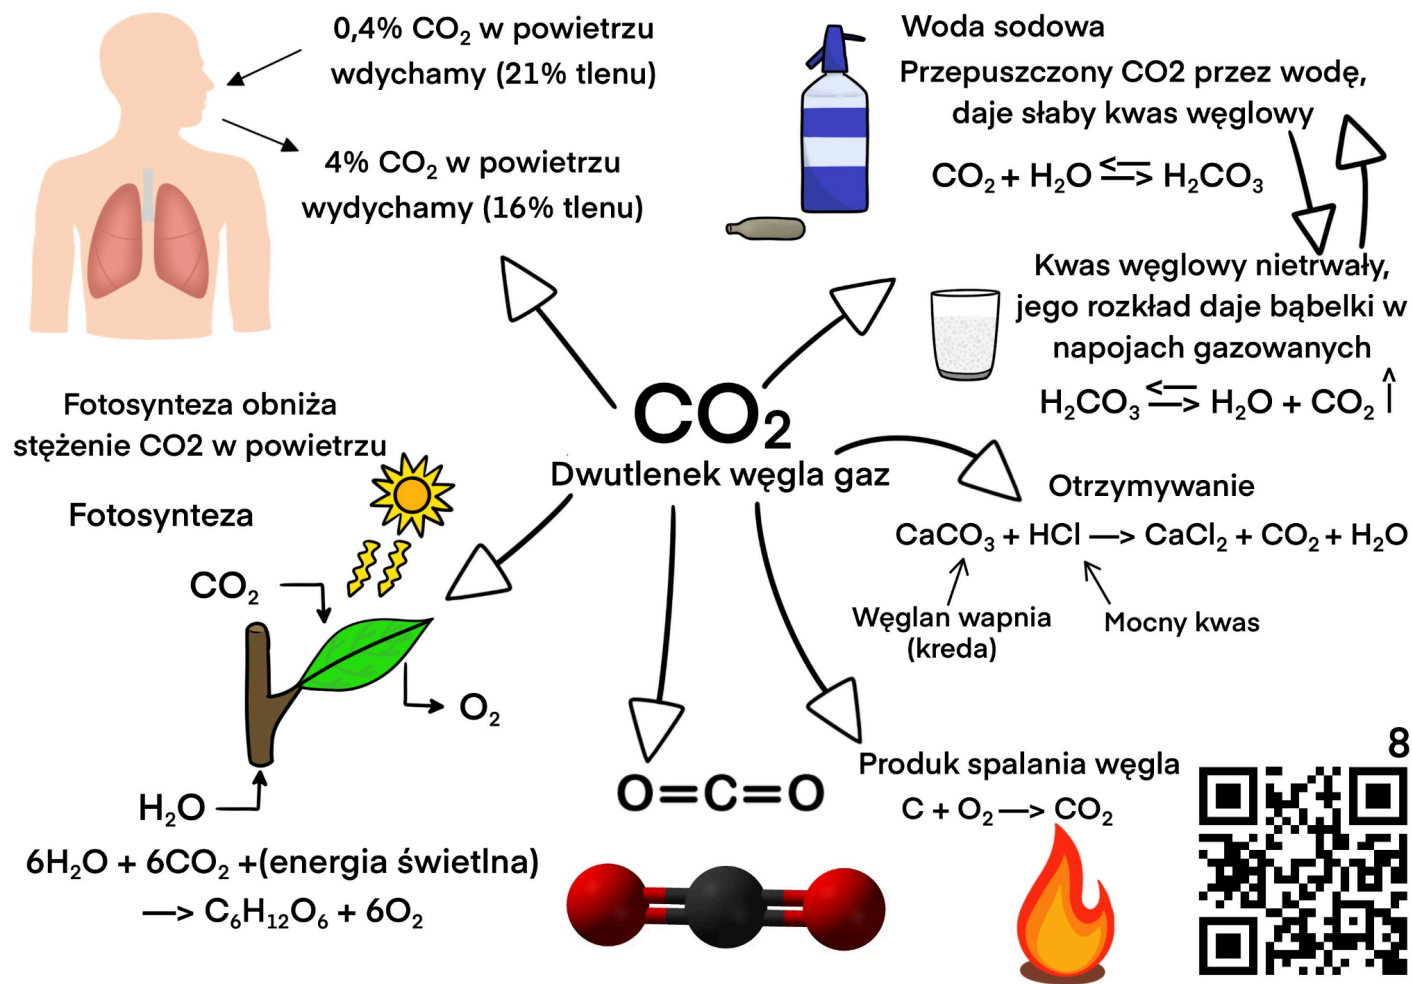 0,4% CO₂ w powietrzu
wdychamy (21% tlenu)
4% CO₂ w powietrzu
wydychamy (16% tlenu)
Woda sodowa
Przepuszczony CO2 przez wodę,
daje słaby kwas węglowy
CO₂ + H₂O <=> H₂CO₃
Kwas węglowy nietrwały,
jego rozkład daje bąbelki w
napojach gazowanych
H₂CO₃ <=> H₂O + CO₂ ↑
CO₂
Dwutlenek węgla gaz
Fotosynteza obniża
stężenie CO2 w powietrzu
Fotosynteza
CO₂
O₂
H₂O
6H₂O + 6CO₂ +(energia świetlna)
—> C₆H₁₂O₆ + 6O₂
Otrzymywanie
CaCO₃ + HCl —> CaCl₂ + CO₂ + H₂O
Węglan wapnia
(kreda)
Mocny kwas
O=C=O
Produk spalania węgla
C + O₂ —> CO₂
8